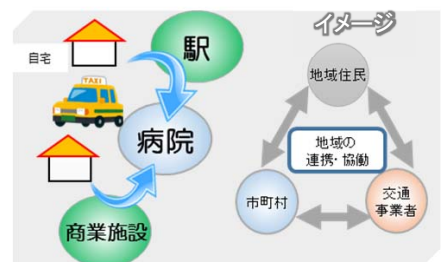 イメージ
自宅
駅
TAXI
病院
商業施設
地域住民
地域の
連携・協働
市町村
交通
事業者